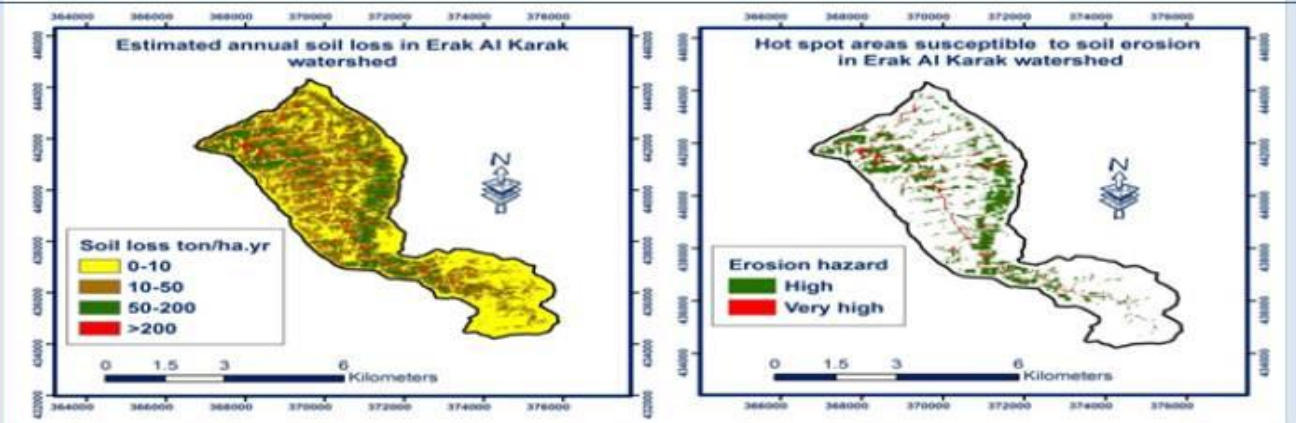 364000 366000 368000 370000 372000 374000 376000
Estimated annual soil loss in Erak Al Karak
watershed
N
Soil loss ton/ha.yr
0-10
10-50
50-200
>200
0 1.5 3 6
Kilometers
364000 366000 368000 370000 372000 374000 376000
366000 368000 370000 372000 374000 376000
Hot spot areas susceptible to soil erosion
in Erak Al Karak watershed
N
Erosion hazard
High
Very high
0 1.5 3 6
Kilometers
366000 368000 370000 372000 374000 376000